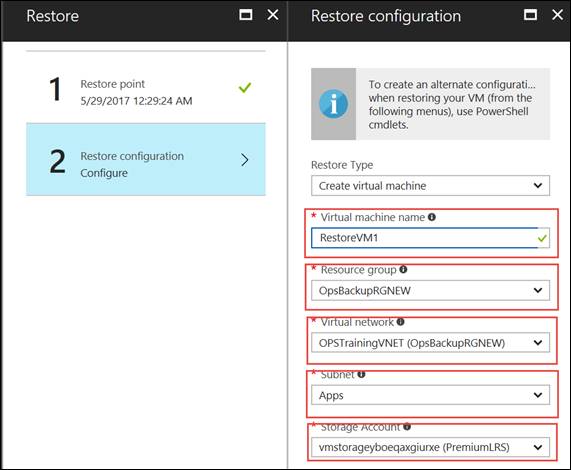 Restore
1
Restore point
5/29/2017 12:29:24 AM
2
Restore configuration
Configure
Restore configuration
To create an alternate configurati...
when restoring your VM (from the
following menus), use PowerShell
cmdlets.
Restore Type
Create virtual machine
* Virtual machine name
RestoreVM1
* Resource group
OpsBackupRGNEW
* Virtual network
OPSTrainingVNET (OpsBackupRGNEW)
* Subnet
Apps
* Storage Account
vmstorageyboeqaxgiurxe (PremiumLRS)